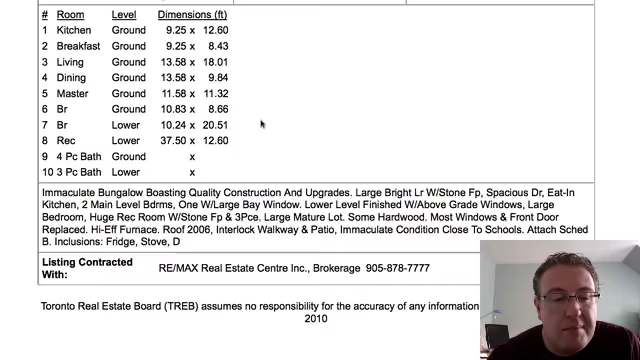 # Room Level Dimensions (ft)
1 Kitchen Ground 9.25 x 12.60
2 Breakfast Ground 9.25 x 8.43
3 Living Ground 13.58 x 18.01
4 Dining Ground 13.58 x 9.84
5 Master Ground 11.58 x 11.32
6 Br Ground 10.83 x 8.66
7 Br Lower 10.24 x 20.51
8 Rec Lower 37.50 x 12.60
9 4 Pc Bath Ground x
10 3 Pc Bath Lower x
Immaculate Bungalow Boasting Quality Construction And Upgrades. Large Bright Lr W/Stone Fp, Spacious Dr, Eat-In
Kitchen, 2 Main Level Bdrms, One W/Large Bay Window. Lower Level Finished W/Above Grade Windows, Large
Bedroom, Huge Rec Room W/Stone Fp & 3Pce. Large Mature Lot. Some Hardwood. Most Windows & Front Door
Replaced. Hi-Eff Furnace. Roof 2006, Interlock Walkway & Patio, Immaculate Condition Close To Schools. Attach Sched
B. Inclusions: Fridge, Stove, D
Listing Contracted
With: RE/MAX Real Estate Centre Inc., Brokerage 905-878-7777
Toronto Real Estate Board (TREB) assumes no responsibility for the accuracy of any information
2010